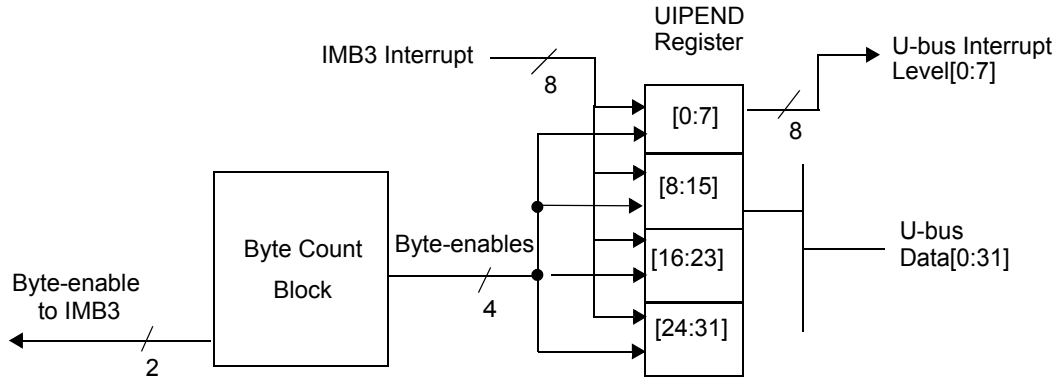 UIPEND
Register
IMB3 Interrupt
8
U-bus Interrupt
Level[0:7]
8
[0:7]
[8:15]
[16:23]
[24:31]
Byte Count
Block
Byte-enables
4
U-bus
Data[0:31]
Byte-enable
to IMB3
2